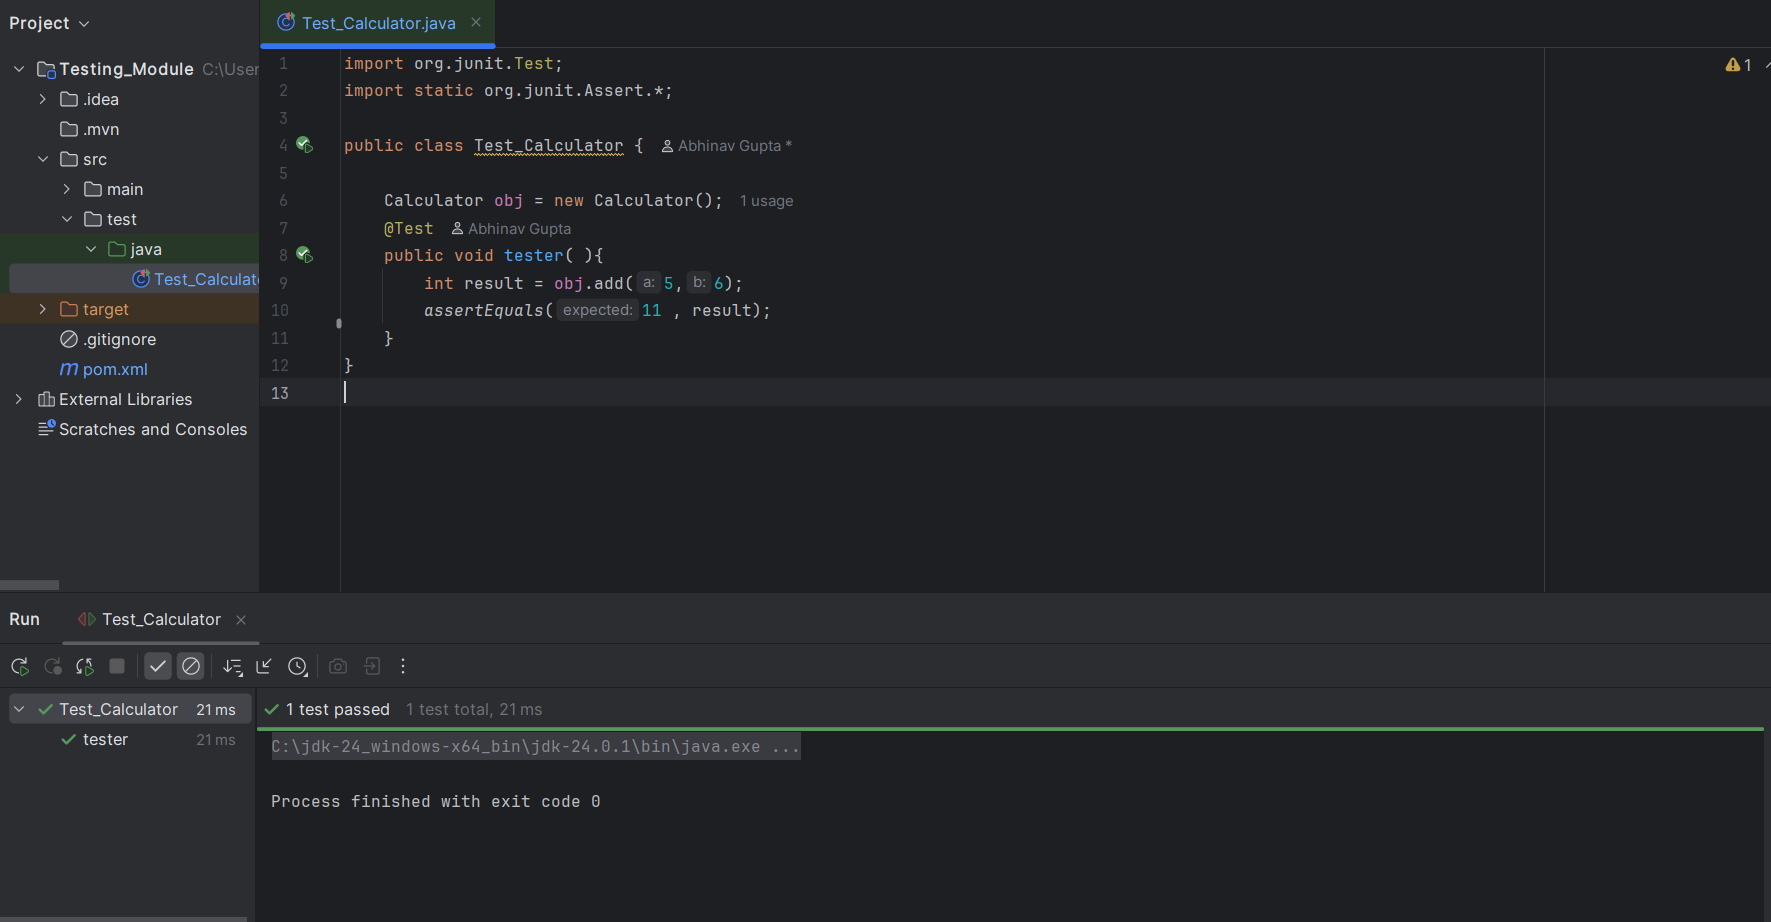 Project
Testing_Module C:\User
.idea
.mvn
src
main
test
java
Test_Calculat
target
.gitignore
pom.xml
External Libraries
Scratches and Consoles
Test_Calculator.java
1 import org.junit.Test;
2 import static org.junit.Assert.*;
3
4 public class Test_Calculator { Abhinav Gupta *
5
6 Calculator obj = new Calculator(); 1 usage
7 @Test Abhinav Gupta
8 public void tester( ){
9 int result = obj.add( a: 5, b: 6);
10 assertEquals( expected: 11 , result);
11 }
12 }
13
1
Run Test_Calculator
Test_Calculator 21 ms
tester 21 ms
1 test passed 1 test total, 21 ms
C:\jdk-24_windows-x64_bin\jdk-24.0.1\bin\java.exe ...
Process finished with exit code 0